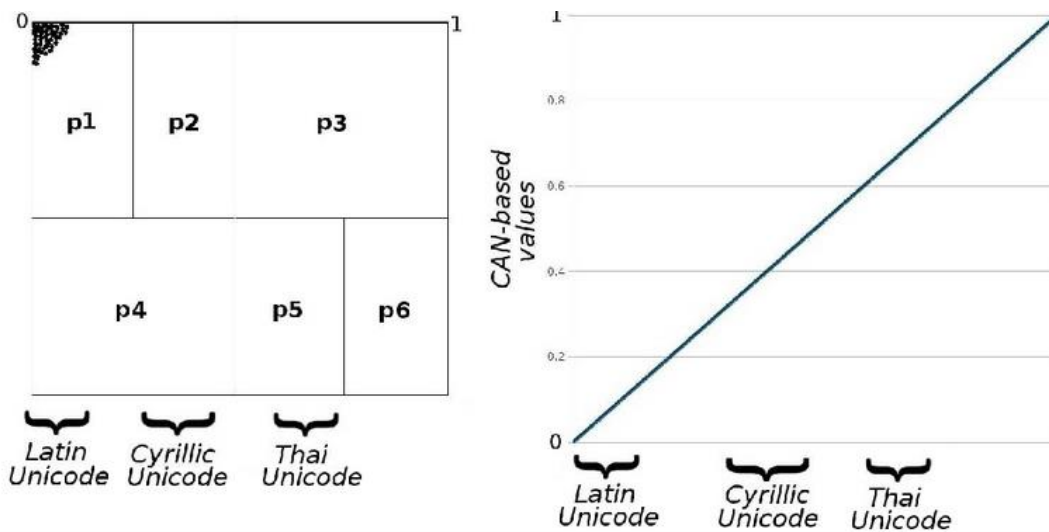 0
1
p1
p2
p3
p4
p5
p6
Latin
Unicode
Cyrillic
Unicode
Thai
Unicode
1
0.8
0.6
0.4
0.2
0
CAN-based
values
Latin
Unicode
Cyrillic
Unicode
Thai
Unicode